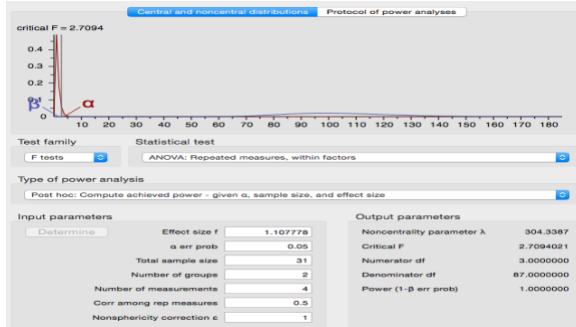 Central and noncentral distributions Protocol of power analyses
critical F = 2.7094
0.4
0.3
0.2
0.1
0
β α
10 20 30 40 50 60 70 80 90 100 110 120 130 140 150 160 170 180
Test family Statistical test
F tests ANOVA: Repeated measures, within factors
Type of power analysis
Post hoc: Compute achieved power - given α, sample size, and effect size
Input parameters Output parameters
Determine Effect size f 1.107778 Noncentrality parameter λ 304.3387
α err prob 0.05 Critical F 2.7094021
Total sample size 31 Numerator df 3.0000000
Number of groups 2 Denominator df 87.0000000
Number of measurements 4 Power (1-β err prob) 1.0000000
Corr among rep measures 0.5
Nonsphericity correction ε 1